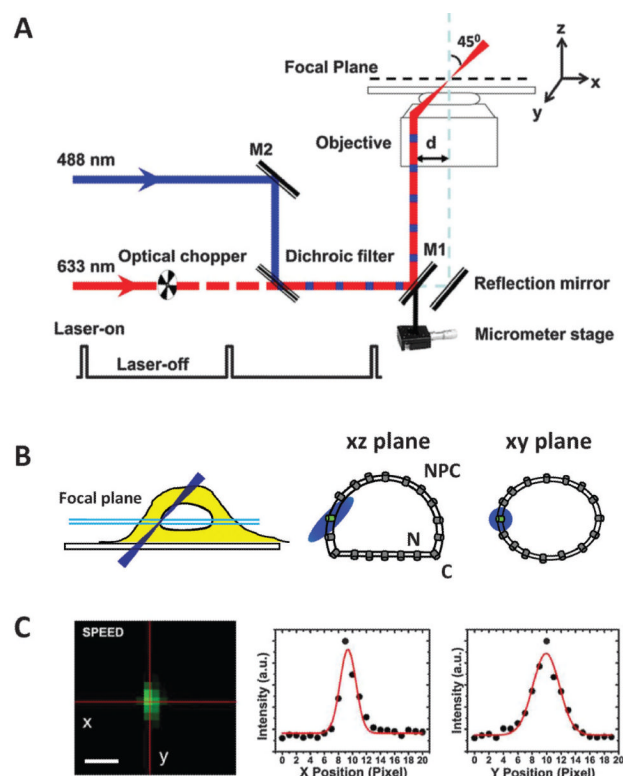 A
45⁰
Focal Plane
z
x
y
Objective
d
M2
488 nm
M1
633 nm
Optical chopper
Dichroic filter
Reflection mirror
Laser-on
Laser-off
Micrometer stage
B
xz plane
xy plane
Focal plane
NPC
N
C
C
SPEED
x
y
Intensity (a.u.)
0 2 4 6 8 10 12 14 16 18 20
X Position (Pixel)
Intensity (a.u.)
0 2 4 6 8 10 12 14 16 18 20
Y Position (Pixel)